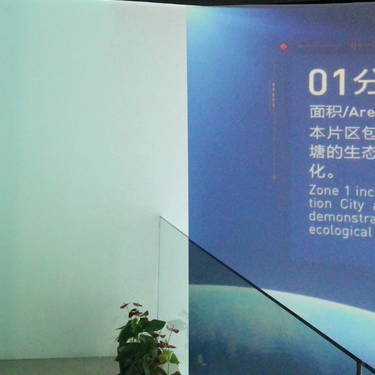 01分
面积/Are
本片区包
塘的生态
化。
Zone 1 inc
tion City
demonstra
ecological